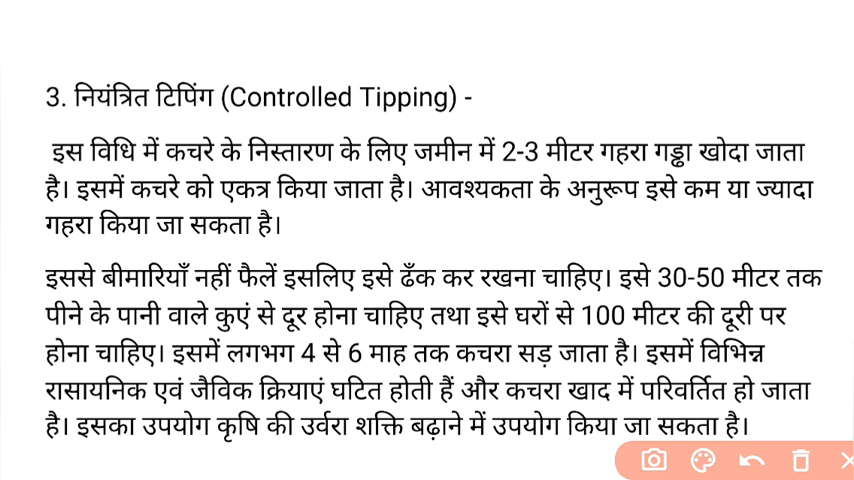 3. नियंत्रित टिपिंग (Controlled Tipping) -
इस विधि में कचरे के निस्तारण के लिए जमीन में 2-3 मीटर गहरा गड्ढा खोदा जाता
है। इसमें कचरे को एकत्र किया जाता है। आवश्यकता के अनुरूप इसे कम या ज्यादा
गहरा किया जा सकता है।
इससे बीमारियाँ नहीं फैलें इसलिए इसे ढँक कर रखना चाहिए। इसे 30-50 मीटर तक
पीने के पानी वाले कुएं से दूर होना चाहिए तथा इसे घरों से 100 मीटर की दूरी पर
होना चाहिए। इसमें लगभग 4 से 6 माह तक कचरा सड़ जाता है। इसमें विभिन्न
रासायनिक एवं जैविक क्रियाएं घटित होती हैं और कचरा खाद में परिवर्तित हो जाता
है। इसका उपयोग कृषि की उर्वरा शक्ति बढ़ाने में उपयोग किया जा सकता है।